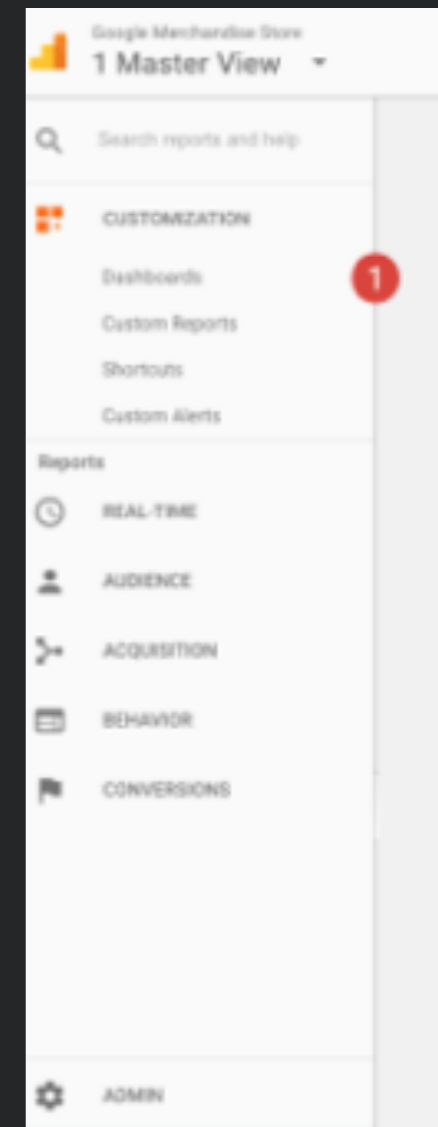 Google Merchandise Store
1 Master View
Search reports and help
CUSTOMIZATION
Dashboards
1
Custom Reports
Shortcuts
Custom Alerts
Reports
REAL-TIME
AUDIENCE
ACQUISITION
BEHAVIOR
CONVERSIONS
ADMIN